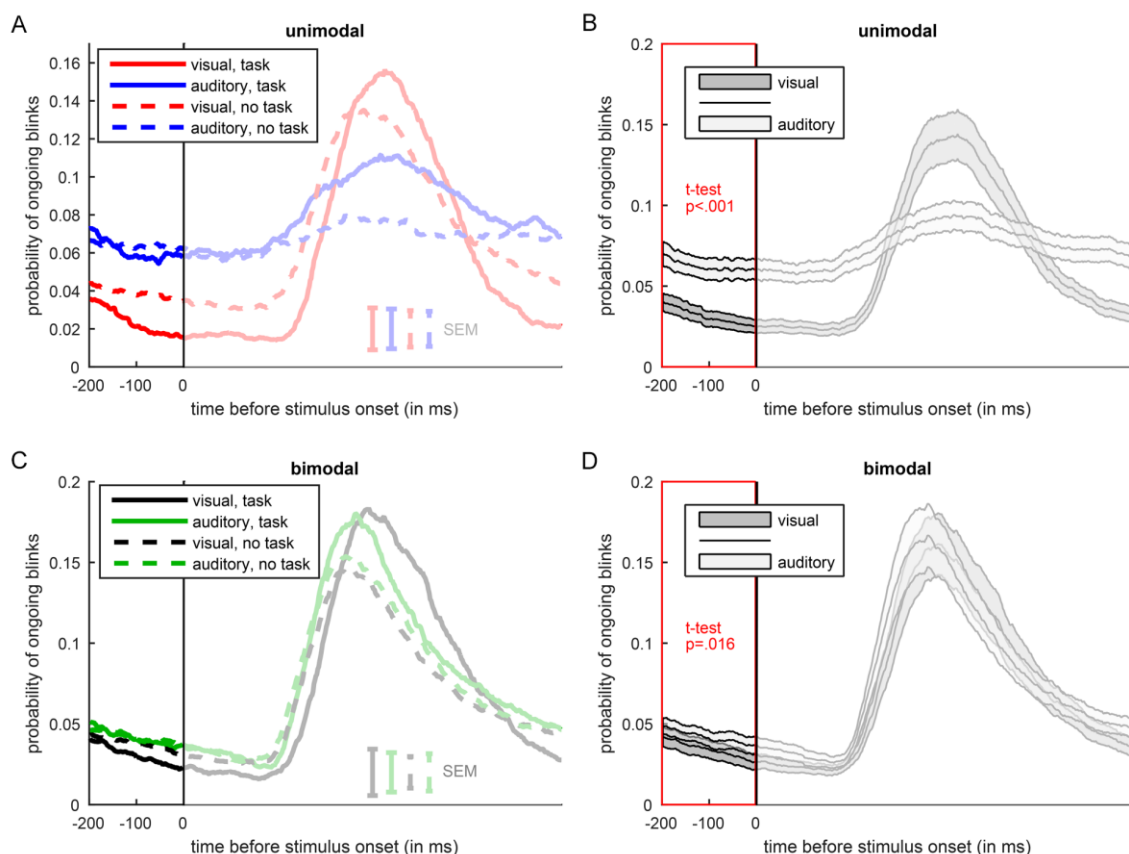 A
unimodal
probability of ongoing blinks
0.16
0.14
0.12
0.1
0.08
0.06
0.04
0.02
0
visual, task
auditory, task
visual, no task
auditory, no task
SEM
-200 -100 0
time before stimulus onset (in ms)
B
unimodal
probability of ongoing blinks
0.2
0.15
0.1
0.05
0
visual
auditory
t-test
p<.001
-200 -100 0
time before stimulus onset (in ms)
C
bimodal
probability of ongoing blinks
0.2
0.15
0.1
0.05
0
visual, task
auditory, task
visual, no task
auditory, no task
SEM
-200 -100 0
time before stimulus onset (in ms)
D
bimodal
probability of ongoing blinks
0.2
0.15
0.1
0.05
0
visual
auditory
t-test
p=.016
-200 -100 0
time before stimulus onset (in ms)